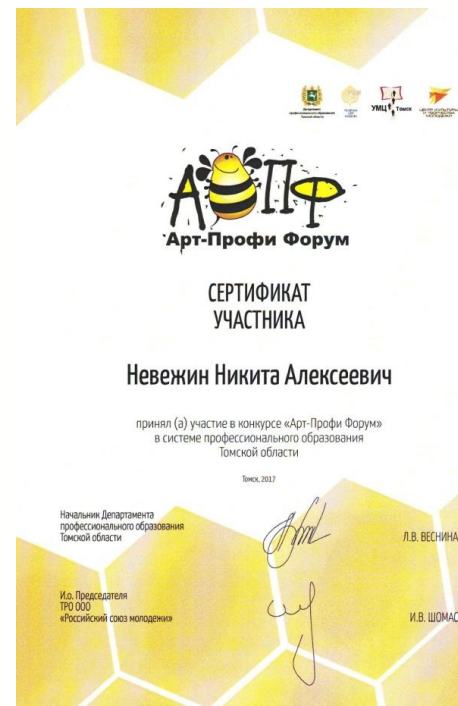 УМЦ Томск
АПФ
Арт-Профи Форум
СЕРТИФИКАТ
УЧАСТНИКА
Невежин Никита Алексеевич
принял (а) участие в конкурсе «Арт-Профи Форум»
в системе профессионального образования
Томской области
Томск, 2017
Начальник Департамента
профессионального образования
Томской области
Л.В. ВЕСНИНА
И.о. Председателя
ТРО ООО
«Российский союз молодежи»
И.В. ШОМАС